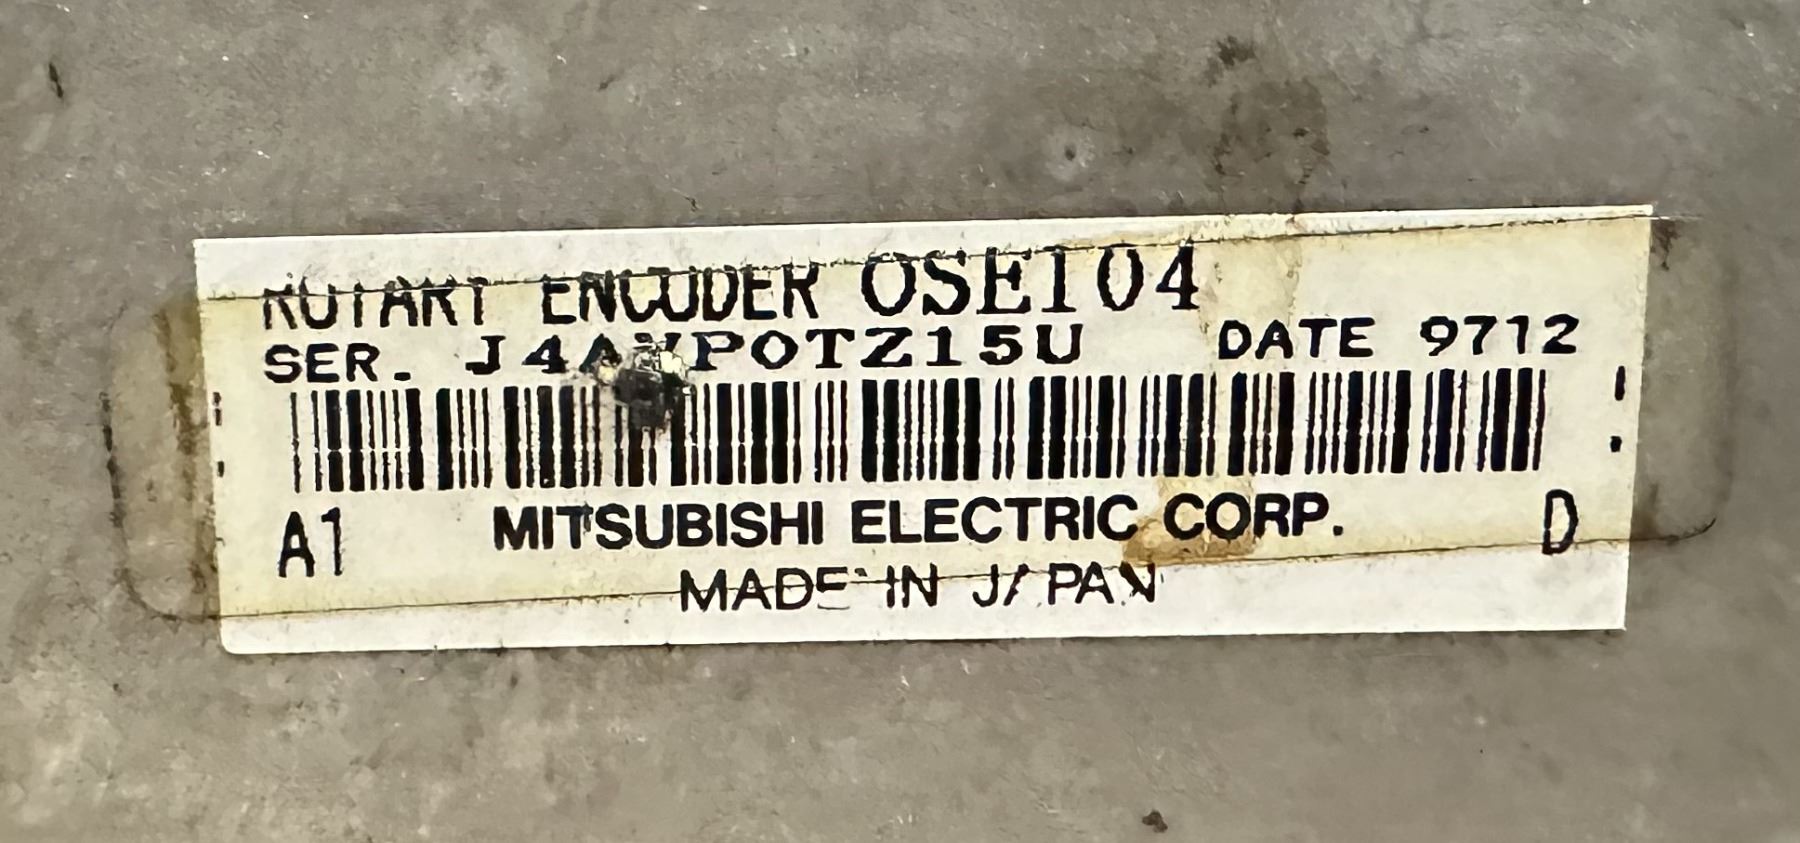 ROTARY ENCODER OSE104
SER. DATE 9712
A1 MITSUBISHI ELECTRIC CORP. D
MADE IN JAPAN